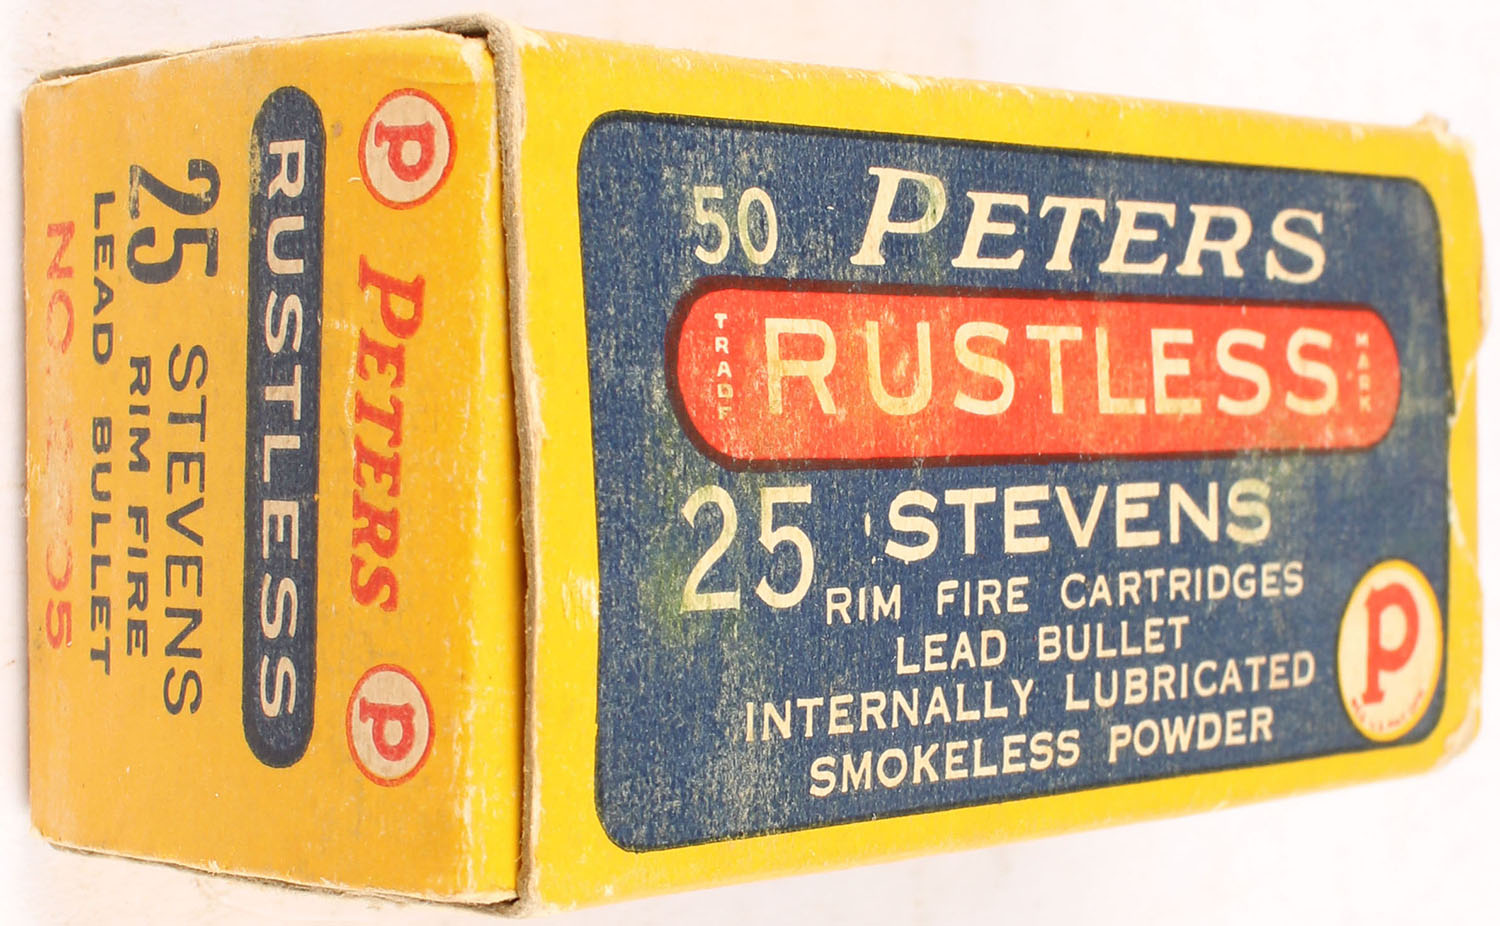 50 PETERS
TRADE RUSTLESS MARK
25 STEVENS
RIM FIRE CARTRIDGES
LEAD BULLET
INTERNALLY LUBRICATED
SMOKELESS POWDER
P
P PETERS P
RUSTLESS
25 STEVENS
RIM FIRE
LEAD BULLET
NO.